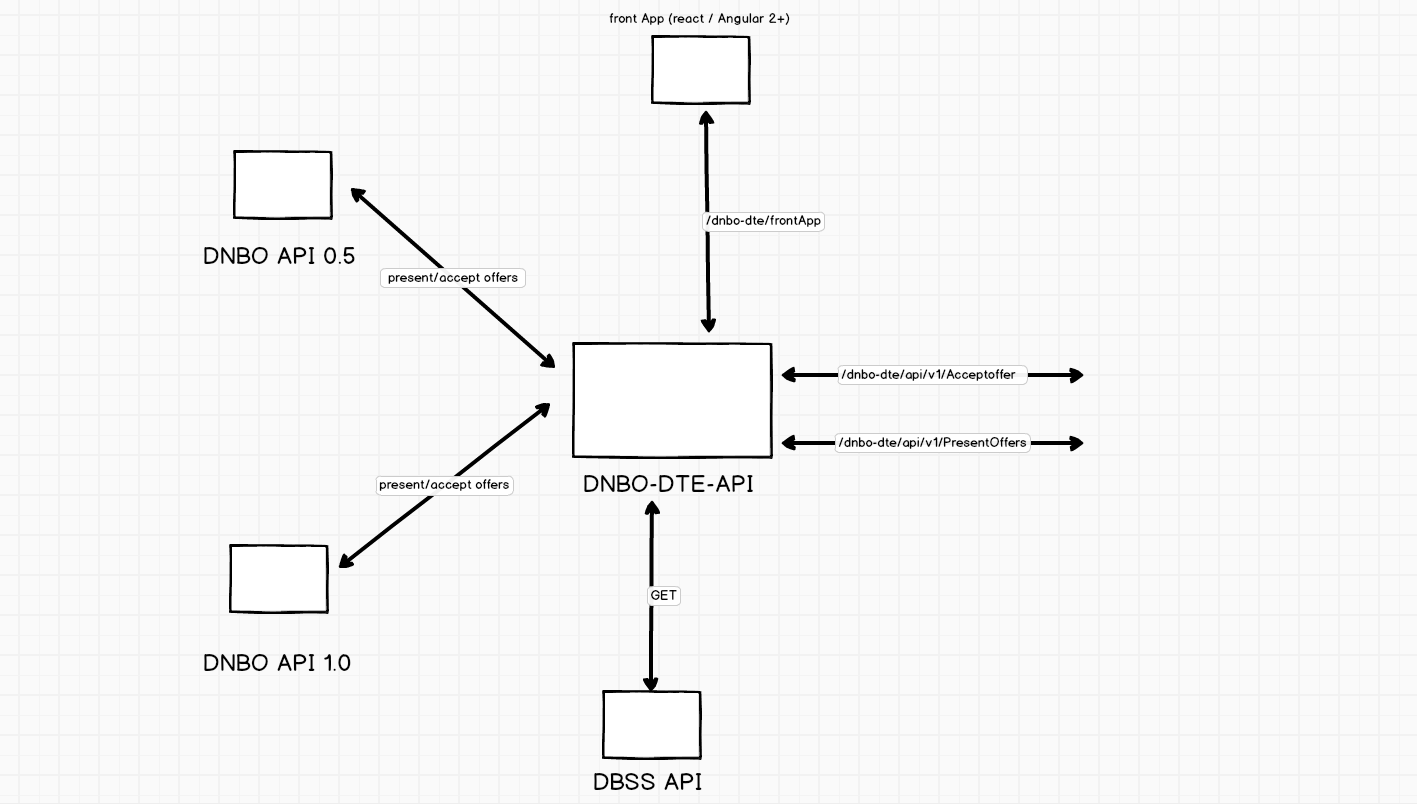 front App (react / Angular 2+)
/dnbo-dte/frontApp
DNBO API 0.5
present/accept offers
/dnbo-dte/api/v1/Acceptoffer
/dnbo-dte/api/v1/PresentOffers
DNBO-DTE-API
present/accept offers
GET
DNBO API 1.0
DBSS API